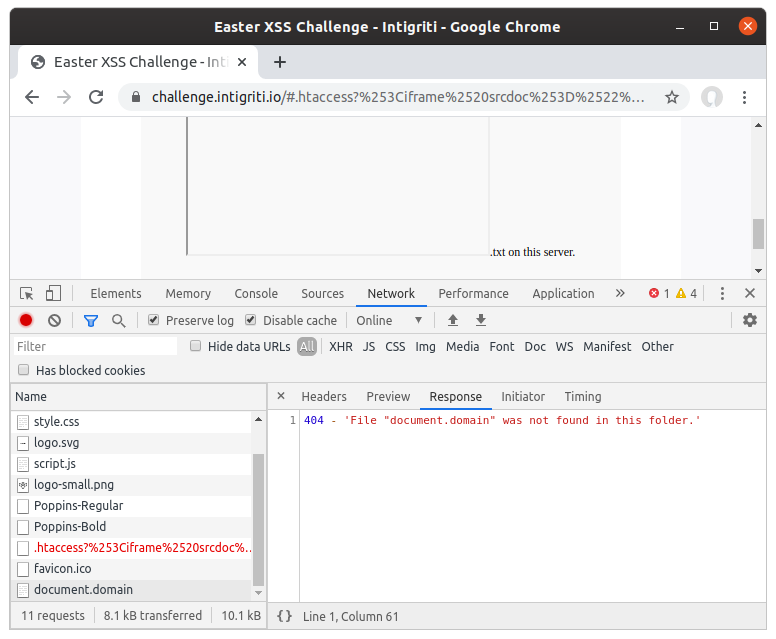 Easter XSS Challenge - Intigriti - Google Chrome
Easter XSS Challenge - Inti
challenge.intigriti.io/#.htaccess?%253Ciframe%2520srcdoc%253D%2522%...
.txt on this server.
Elements Memory Console Sources Network Performance Application » 1 4
Preserve log Disable cache Online
Filter Hide data URLs All XHR JS CSS Img Media Font Doc WS Manifest Other
Has blocked cookies
Name × Headers Preview Response Initiator Timing
style.css
logo.svg
script.js
logo-small.png
Poppins-Regular
Poppins-Bold
.htaccess?%253Ciframe%2520srcdoc%...
favicon.ico
document.domain
1 404 - 'File "document.domain" was not found in this folder.'
11 requests 8.1 kB transferred 10.1 kB
{ } Line 1, Column 61